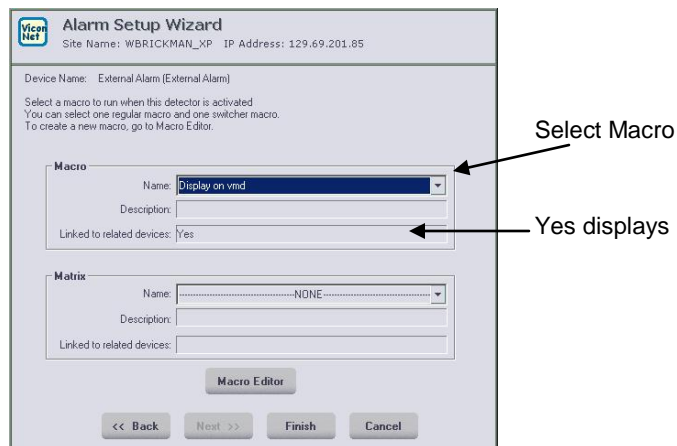 Vicon Net
Alarm Setup Wizard
Site Name: WBRICKMAN_XP IP Address: 129.69.201.85
Device Name: External Alarm (External Alarm)
Select a macro to run when this detector is activated
You can select one regular macro and one switcher macro.
To create a new macro, go to Macro Editor.
Select Macro
Macro
Name: Display on vmd
Description:
Linked to related devices: Yes
Yes displays
Matrix
Name: ----------------------------------------NONE----------------------------------------
Description:
Linked to related devices:
Macro Editor
<< Back Next >> Finish Cancel